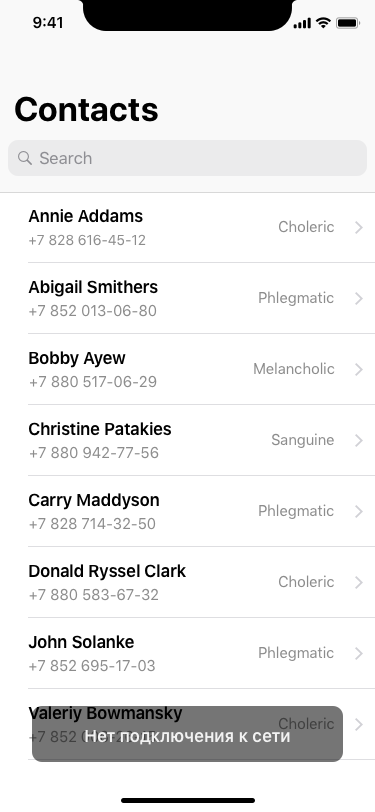 9:41
Contacts
Search
Annie Addams
Choleric
+7 828 616-45-12
Abigail Smithers
Phlegmatic
+7 852 013-06-80
Bobby Ayew
Melancholic
+7 880 517-06-29
Christine Patakies
Sanguine
+7 880 942-77-56
Carry Maddyson
Phlegmatic
+7 828 714-32-50
Donald Ryssel Clark
Choleric
+7 880 583-67-32
John Solanke
Phlegmatic
+7 852 695-17-03
Valeriy Bowmansky
Choleric
+7 852
Нет подключения к сети